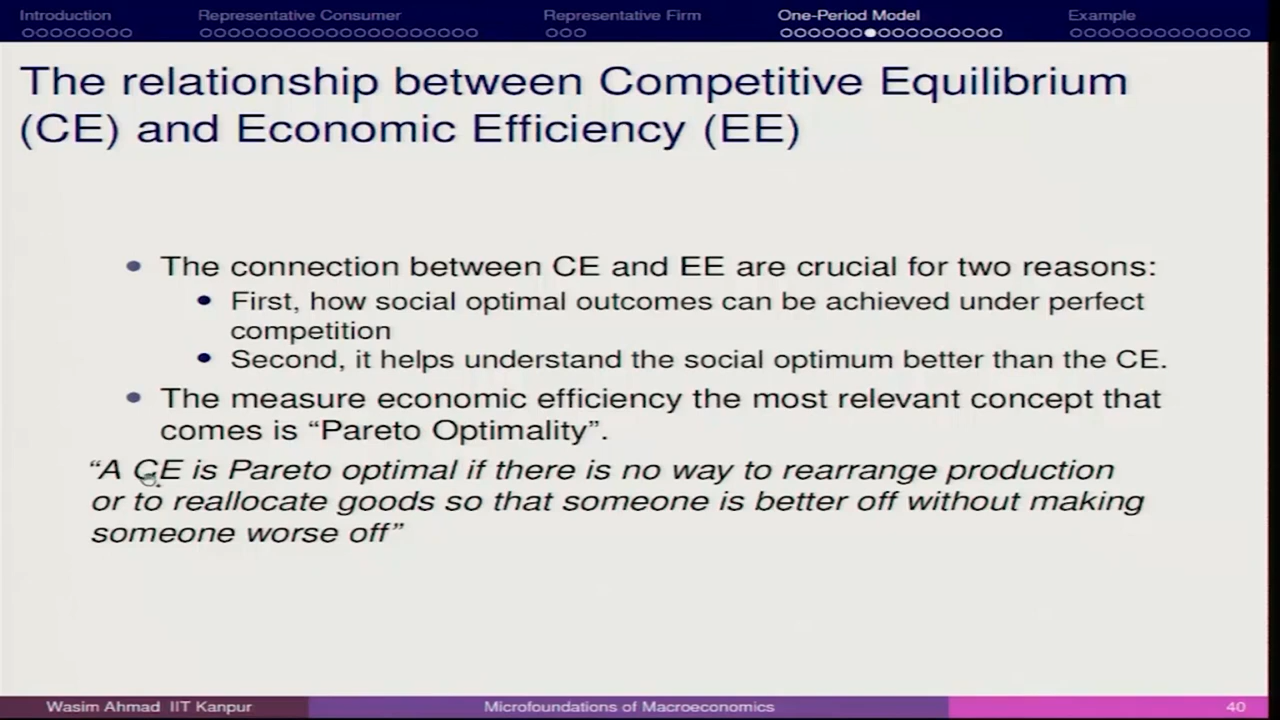 Introduction Representative Consumer Representative Firm One-Period Model Example
The relationship between Competitive Equilibrium
(CE) and Economic Efficiency (EE)
The connection between CE and EE are crucial for two reasons:
First, how social optimal outcomes can be achieved under perfect
competition
Second, it helps understand the social optimum better than the CE.
The measure economic efficiency the most relevant concept that
comes is “Pareto Optimality”.
“A CE is Pareto optimal if there is no way to rearrange production
or to reallocate goods so that someone is better off without making
someone worse off”
Wasim Ahmad IIT Kanpur Microfoundations of Macroeconomics 40